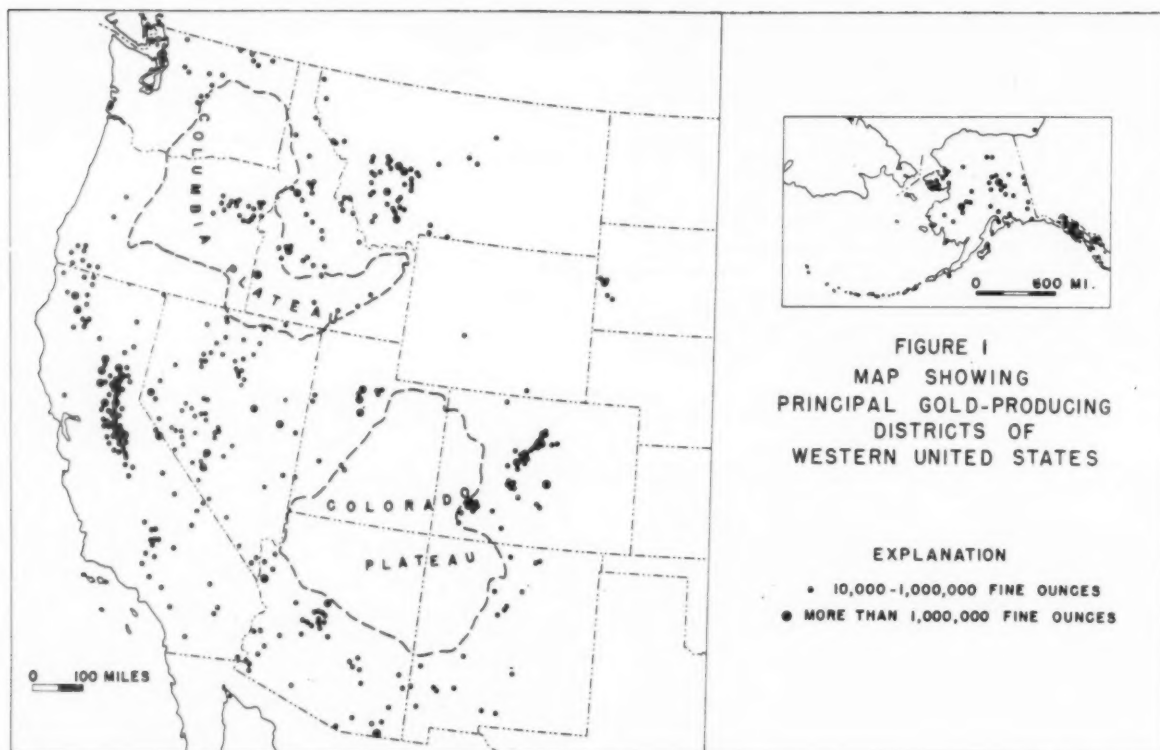 COLUMBIA
PLATEAU
COLORADO
PLATEAU
0 100 MILES
0 600 MI.
FIGURE 1
MAP SHOWING
PRINCIPAL GOLD-PRODUCING
DISTRICTS OF
WESTERN UNITED STATES
EXPLANATION
10,000-1,000,000 FINE OUNCES
MORE THAN 1,000,000 FINE OUNCES